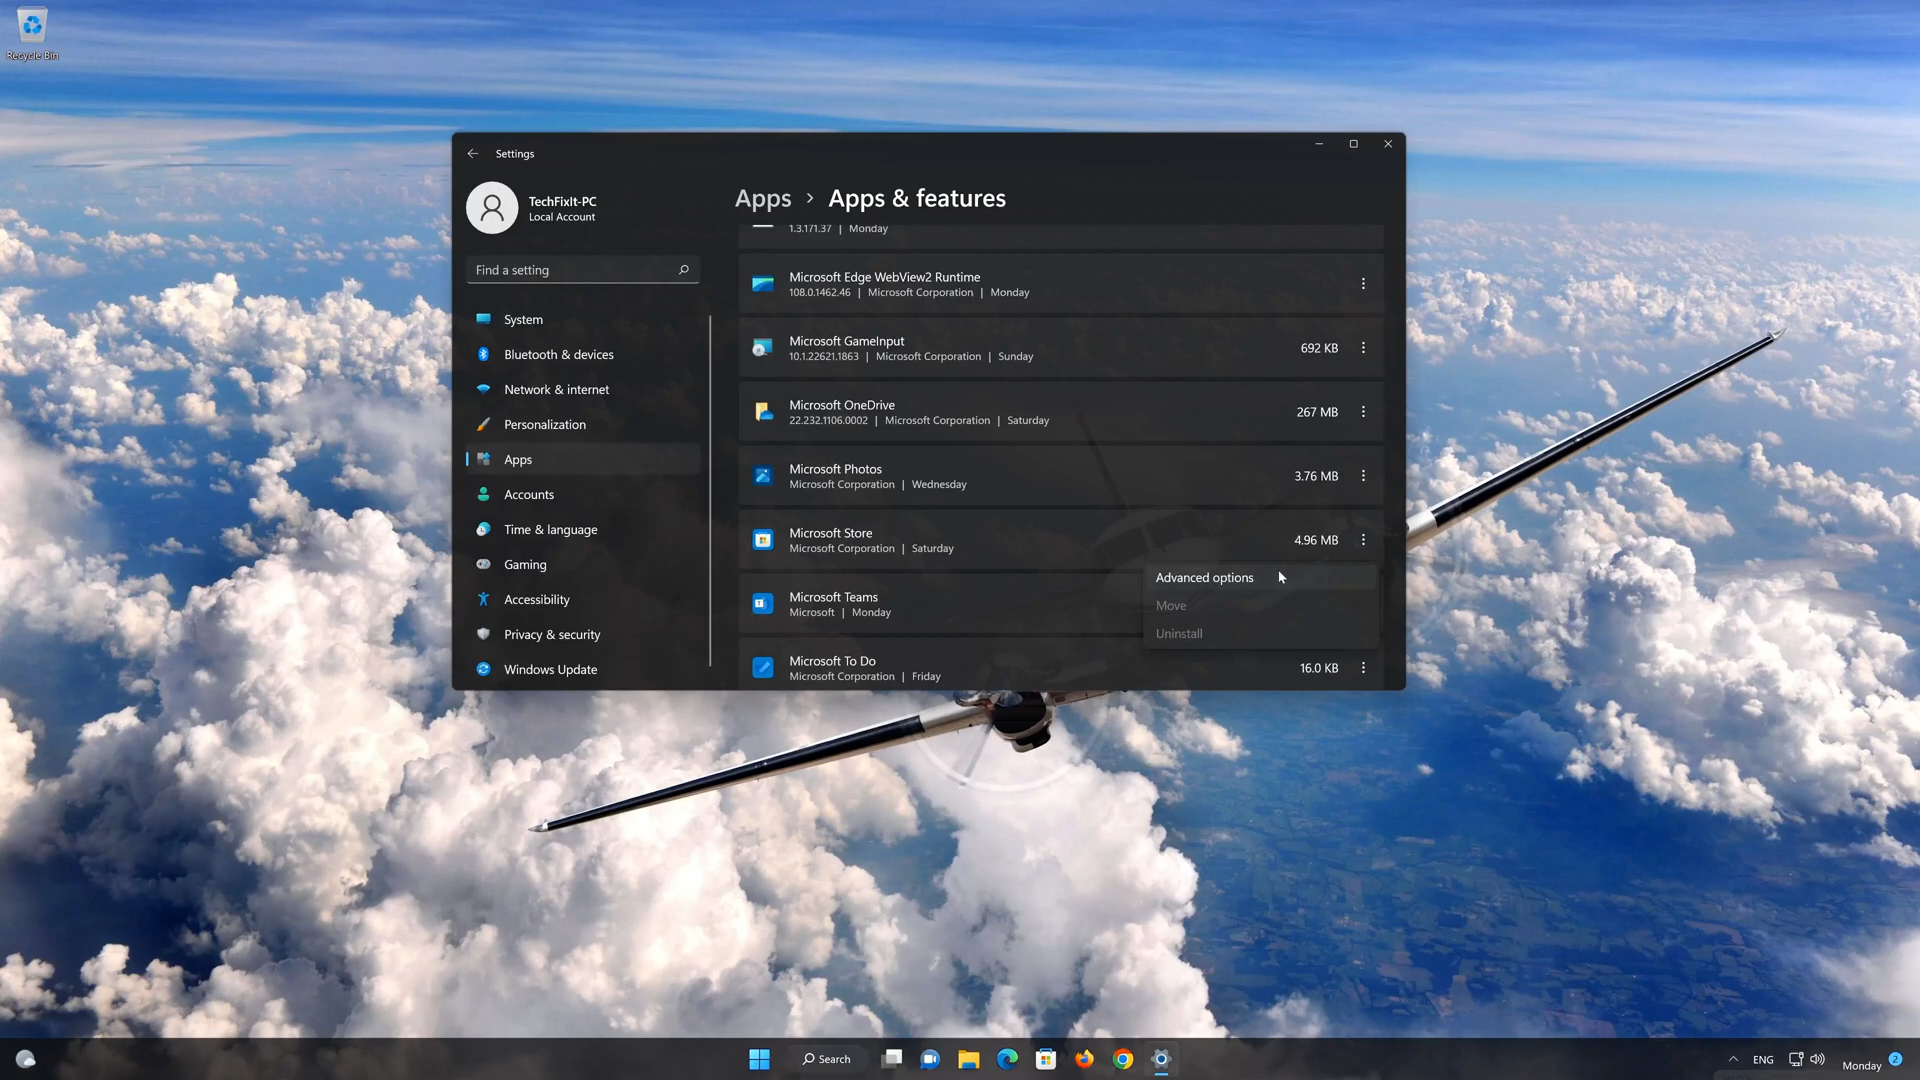 Recycle Bin
Settings
TechFixIt-PC
Local Account
Find a setting
System
Bluetooth & devices
Network & internet
Personalization
Apps
Accounts
Time & language
Gaming
Accessibility
Privacy & security
Windows Update
Apps > Apps & features
1.3.171.37 | Monday
Microsoft Edge WebView2 Runtime
108.0.1462.46 | Microsoft Corporation | Monday
Microsoft GameInput
10.1.22621.1863 | Microsoft Corporation | Sunday
692 KB
Microsoft OneDrive
22.232.1106.0002 | Microsoft Corporation | Saturday
267 MB
Microsoft Photos
Microsoft Corporation | Wednesday
3.76 MB
Microsoft Store
Microsoft Corporation | Saturday
4.96 MB
Advanced options
Move
Uninstall
Microsoft Teams
Microsoft | Monday
Microsoft To Do
Microsoft Corporation | Friday
16.0 KB
Search
ENG
Monday
2